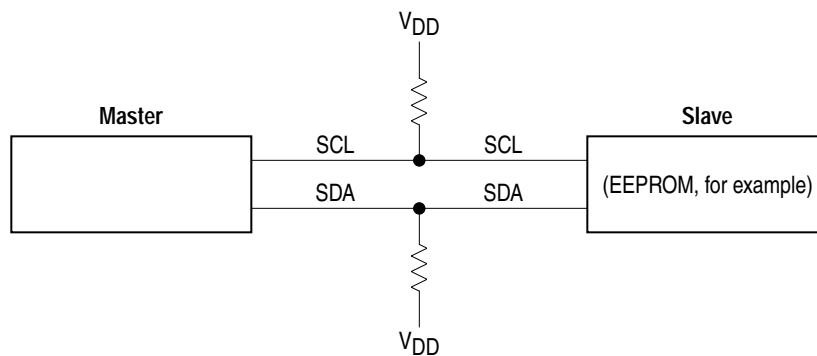 VDD
Master
Slave
SCL
SCL
SDA
SDA
(EEPROM, for example)
VDD